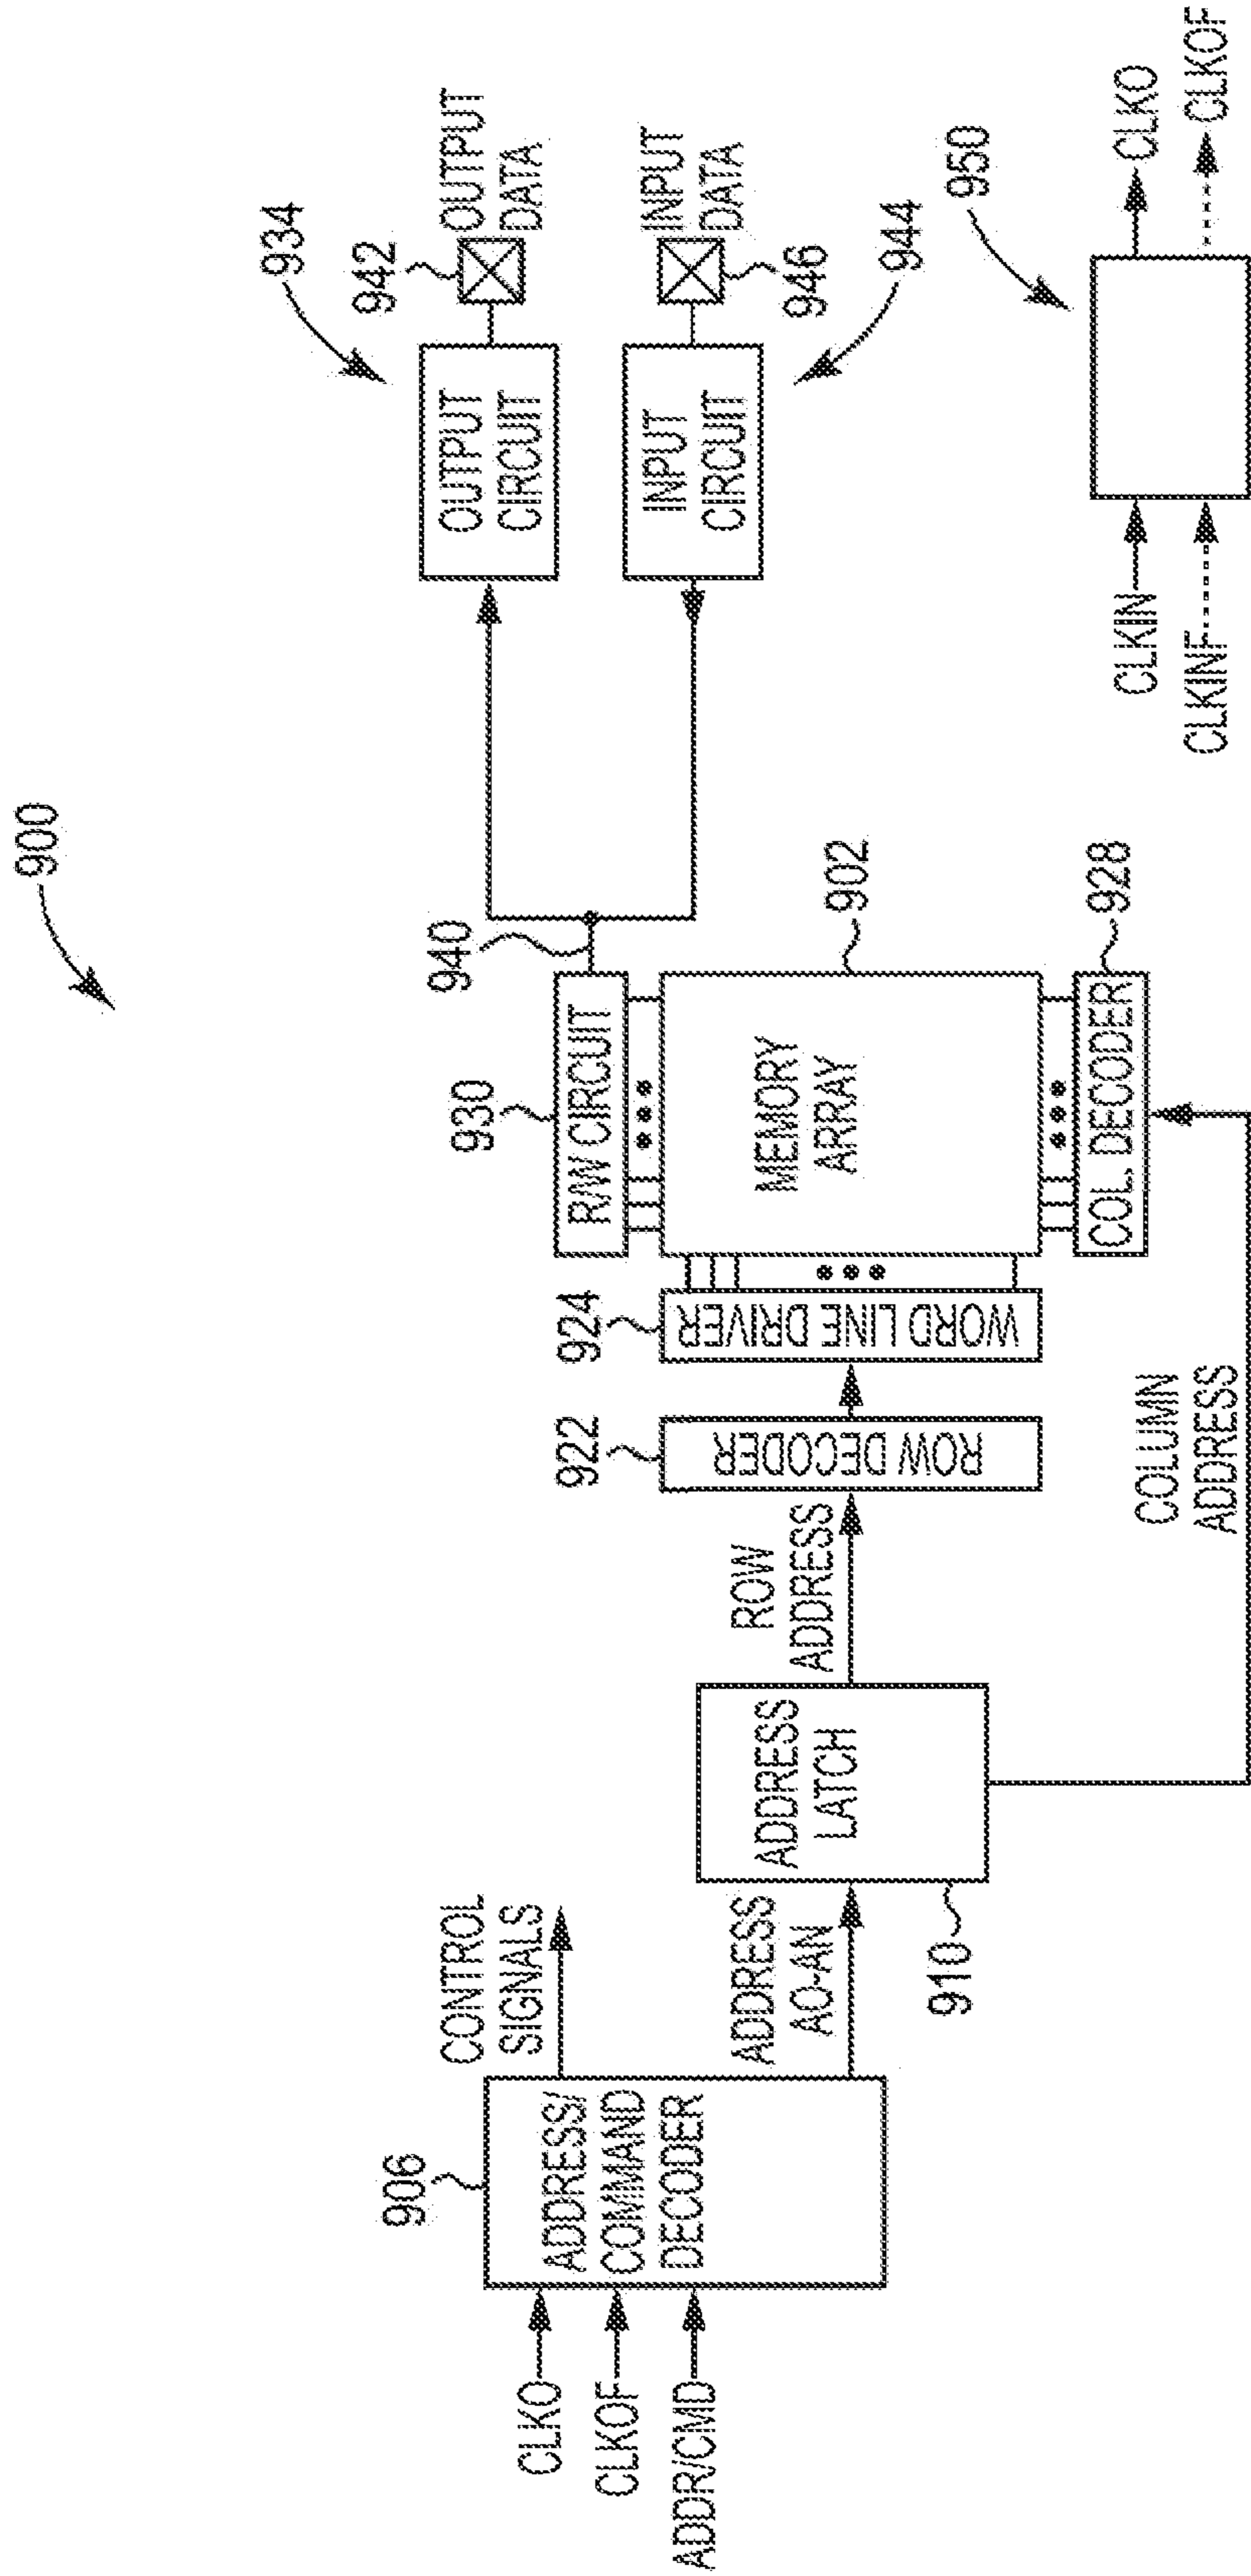 900
CLKO
CLKOF
ADDR/CMD
906
ADDRESS/
COMMAND
DECODER
CONTROL
SIGNALS
ADDRESS
AO-AN
910
ADDRESS
LATCH
ROW
ADDRESS
COLUMN
ADDRESS
922
ROW DECODER
924
WORD LINE DRIVER
930
R/W CIRCUIT
940
MEMORY
ARRAY
902
COL. DECODER
928
934
OUTPUT
CIRCUIT
942
OUTPUT
DATA
INPUT
CIRCUIT
INPUT
DATA
946
944
950
CLKIN
CLKINF
CLKO
CLKOF